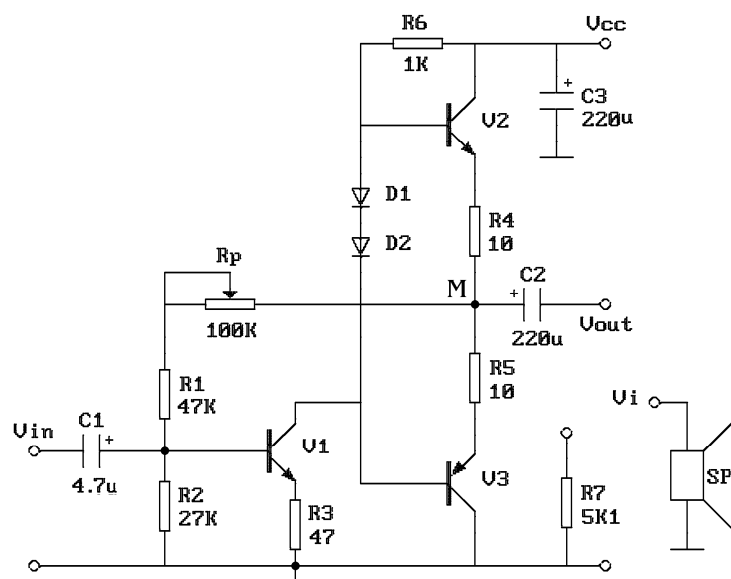 R6
Vcc
1K
C3
220u
V2
D1
R4
10
D2
Rp
M
C2
100K
Vout
220u
R5
10
R1
47K
Vi
Vin
C1
V1
4.7u
R2
27K
R3
47
V3
R7
5K1
SP